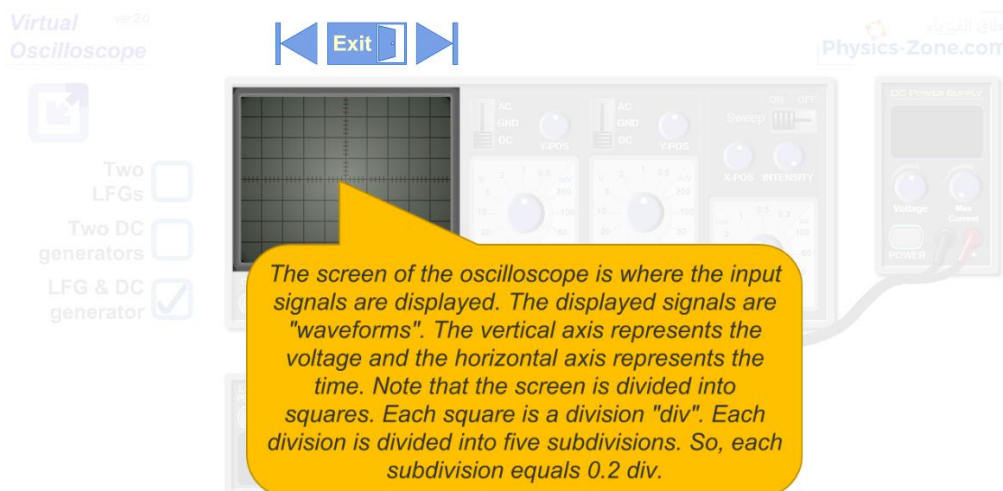 Virtual ver 2.0
Oscilloscope
Exit
Physics-Zone.com
Two
LFGs
Two DC
generators
LFG & DC
generator
AC
GND
DC
Y-POS
AC
GND
DC
Y-POS
ON OFF
Sweep
X-POS INTENSITY
DC POWER SUPPLY
Voltage
Max
Current
POWER
The screen of the oscilloscope is where the input
signals are displayed. The displayed signals are
"waveforms". The vertical axis represents the
voltage and the horizontal axis represents the
time. Note that the screen is divided into
squares. Each square is a division "div". Each
division is divided into five subdivisions. So, each
subdivision equals 0.2 div.